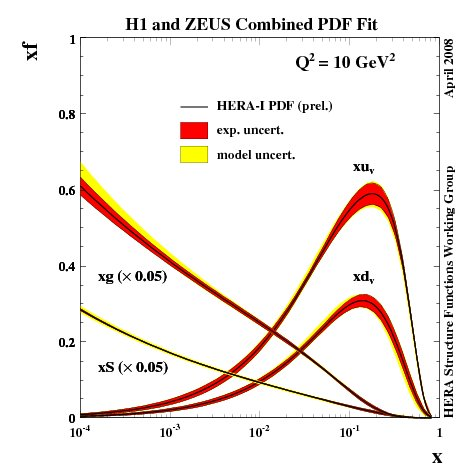 H1 and ZEUS Combined PDF Fit
xf
1
Q² = 10 GeV²
April 2008
HERA-I PDF (prel.)
exp. uncert.
model uncert.
0.8
xuᵥ
0.6
0.4
xg (× 0.05)
xdᵥ
0.2
xS (× 0.05)
HERA Structure Functions Working Group
0
10⁻⁴
10⁻³
10⁻²
10⁻¹
1
x